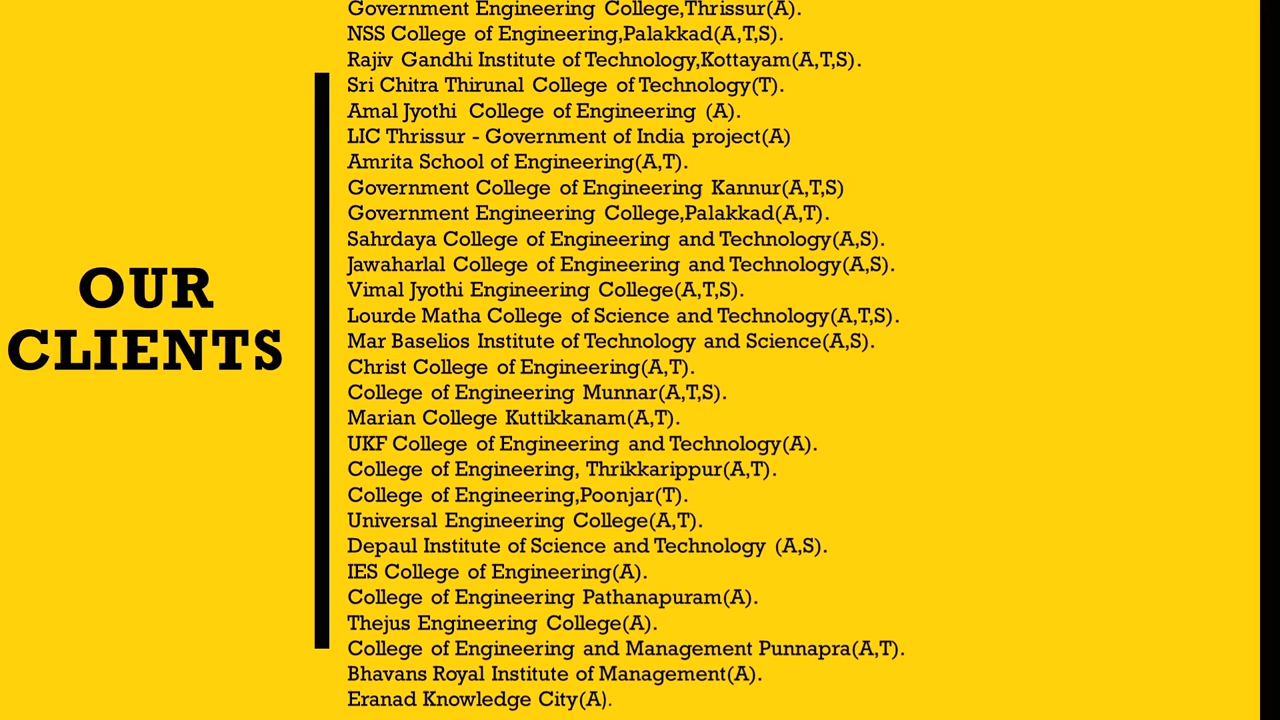 OUR
CLIENTS
Government Engineering College,Thrissur(A).
NSS College of Engineering,Palakkad(A,T,S).
Rajiv Gandhi Institute of Technology,Kottayam(A,T,S).
Sri Chitra Thirunal College of Technology(T).
Amal Jyothi College of Engineering (A).
LIC Thrissur - Government of India project(A)
Amrita School of Engineering(A,T).
Government College of Engineering Kannur(A,T,S)
Government Engineering College,Palakkad(A,T).
Sahrdaya College of Engineering and Technology(A,S).
Jawaharlal College of Engineering and Technology(A,S).
Vimal Jyothi Engineering College(A,T,S).
Lourde Matha College of Science and Technology(A,T,S).
Mar Baselios Institute of Technology and Science(A,S).
Christ College of Engineering(A,T).
College of Engineering Munnar(A,T,S).
Marian College Kuttikkanam(A,T).
UKF College of Engineering and Technology(A).
College of Engineering, Thrikkarippur(A,T).
College of Engineering,Poonjar(T).
Universal Engineering College(A,T).
Depaul Institute of Science and Technology (A,S).
IES College of Engineering(A).
College of Engineering Pathanapuram(A).
Thejus Engineering College(A).
College of Engineering and Management Punnapra(A,T).
Bhavans Royal Institute of Management(A).
Eranad Knowledge City(A).